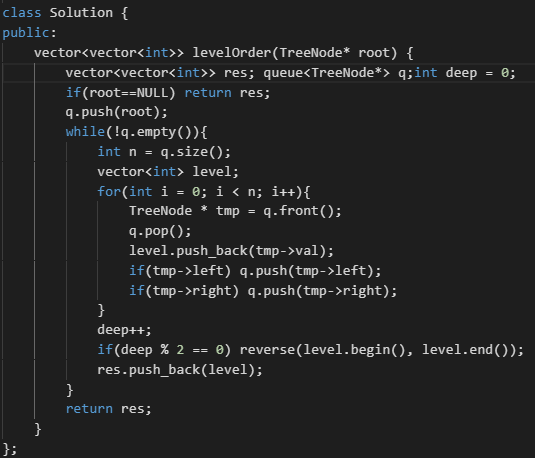 class Solution {
public:
    vector<vector<int>> levelOrder(TreeNode* root) {
        vector<vector<int>> res; queue<TreeNode*> q;int deep = 0;
        if(root==NULL) return res;
        q.push(root);
        while(!q.empty()){
            int n = q.size();
            vector<int> level;
            for(int i = 0; i < n; i++){
                TreeNode * tmp = q.front();
                q.pop();
                level.push_back(tmp->val);
                if(tmp->left) q.push(tmp->left);
                if(tmp->right) q.push(tmp->right);
            }
            deep++;
            if(deep % 2 == 0) reverse(level.begin(), level.end());
            res.push_back(level);
        }
        return res;
    }
};